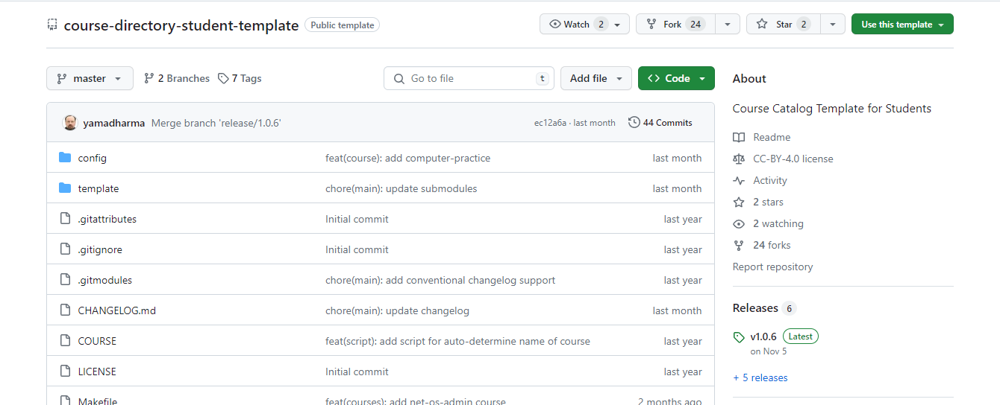 course-directory-student-template Public template Watch 2 Fork 24 Star 2 Use this template
master 2 Branches 7 Tags Go to file t Add file Code
About
Course Catalog Template for Students
yamadharma Merge branch 'release/1.0.6' ec12a6a · last month 44 Commits
Readme
config feat(course): add computer-practice last month
CC-BY-4.0 license
Activity
template chore(main): update submodules last month
2 stars
.gitattributes Initial commit last year
2 watching
.gitignore Initial commit last year
24 forks
Report repository
.gitmodules chore(main): add conventional changelog support last year
CHANGELOG.md chore(main): update changelog last month
Releases 6
COURSE feat(script): add script for auto-determine name of course last year
v1.0.6 Latest
on Nov 5
LICENSE Initial commit last year
+ 5 releases
Makefile feat(courses): add net-os-admin course 2 months ago